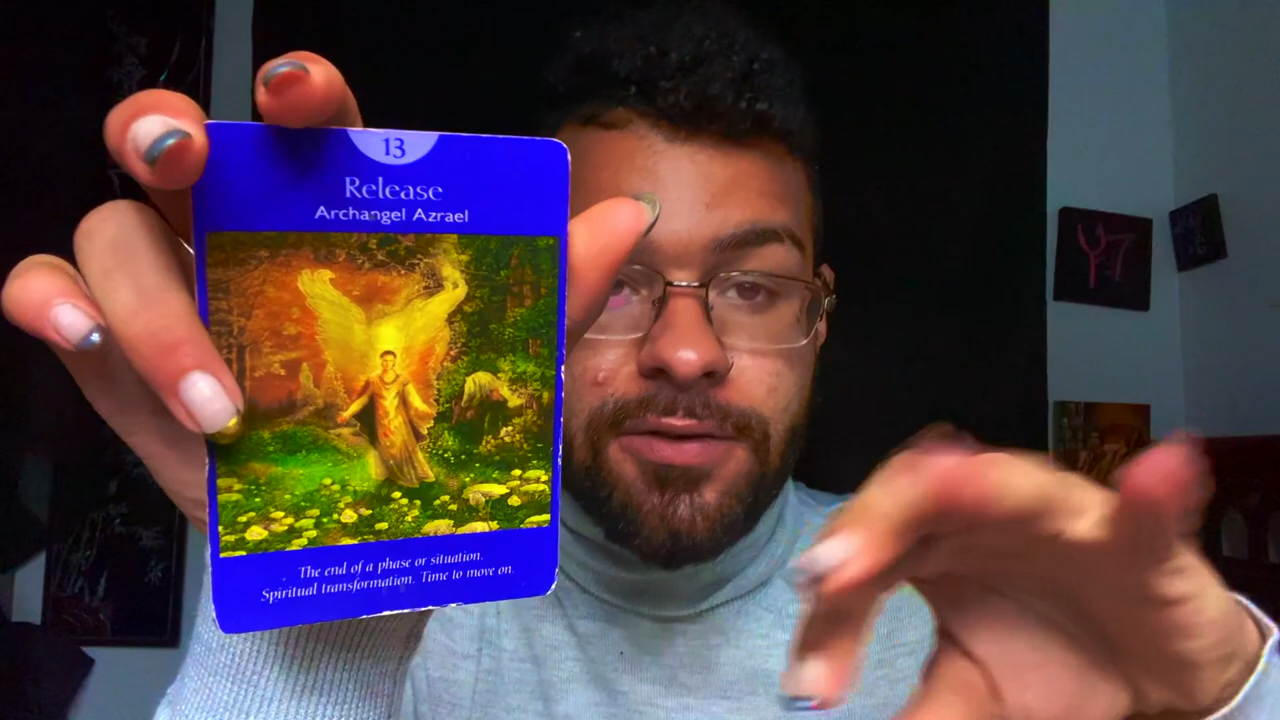 13
Release
Archangel Azrael
The end of a phase or situation.
Spiritual transformation. Time to move on.